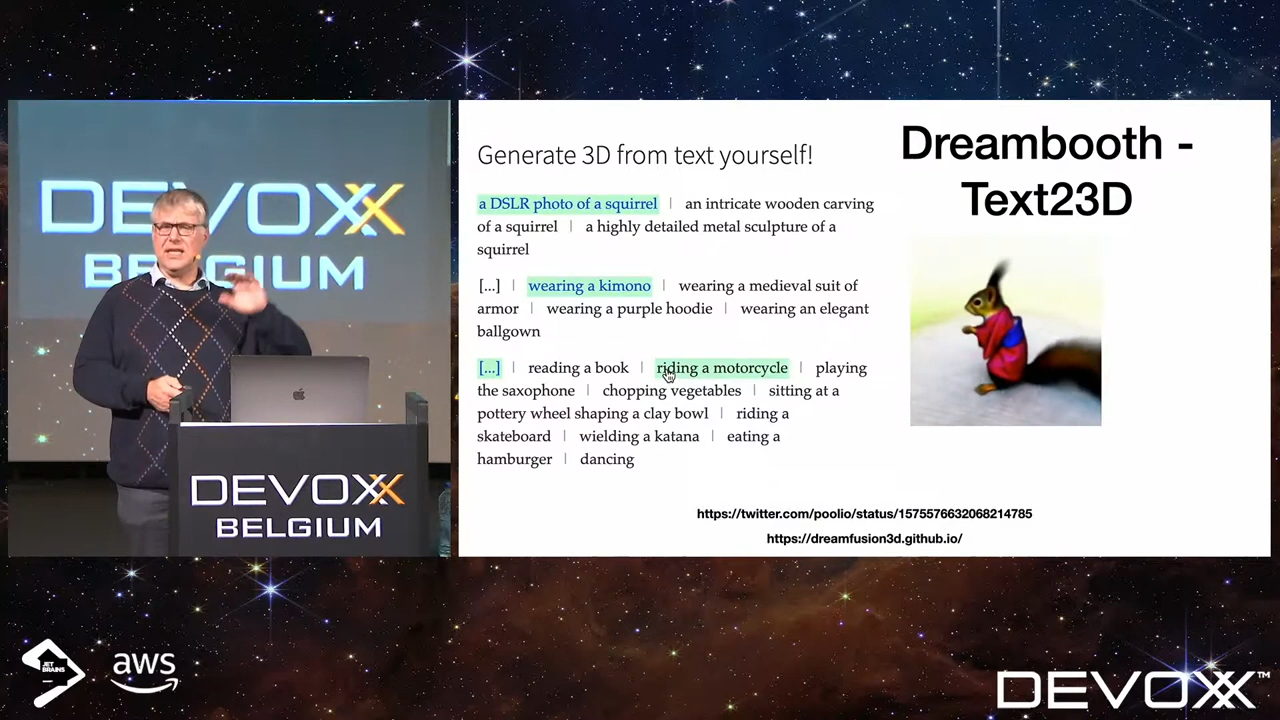 DEVOXX
BELGIUM
DEVOXX
BELGIUM
Generate 3D from text yourself!
a DSLR photo of a squirrel | an intricate wooden carving
of a squirrel | a highly detailed metal sculpture of a
squirrel
[...] | wearing a kimono | wearing a medieval suit of
armor | wearing a purple hoodie | wearing an elegant
ballgown
[...] | reading a book | riding a motorcycle | playing
the saxophone | chopping vegetables | sitting at a
pottery wheel shaping a clay bowl | riding a
skateboard | wielding a katana | eating a
hamburger | dancing
Dreambooth -
Text23D
https://twitter.com/poolio/status/1575576632068214785
https://dreamfusion3d.github.io/
JET
BRAINS
aws
DEVOXX™